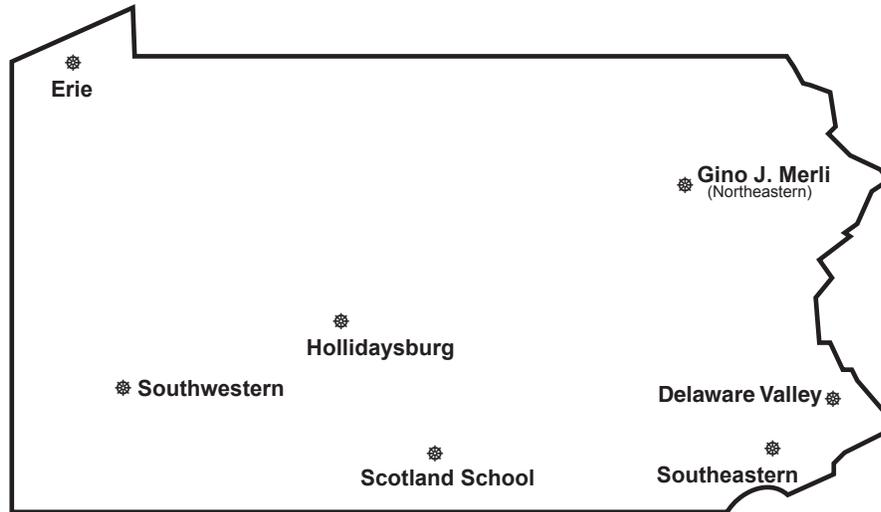 Erie
Gino J. Merli
(Northeastern)
Hollidaysburg
Southwestern
Delaware Valley
Scotland School
Southeastern